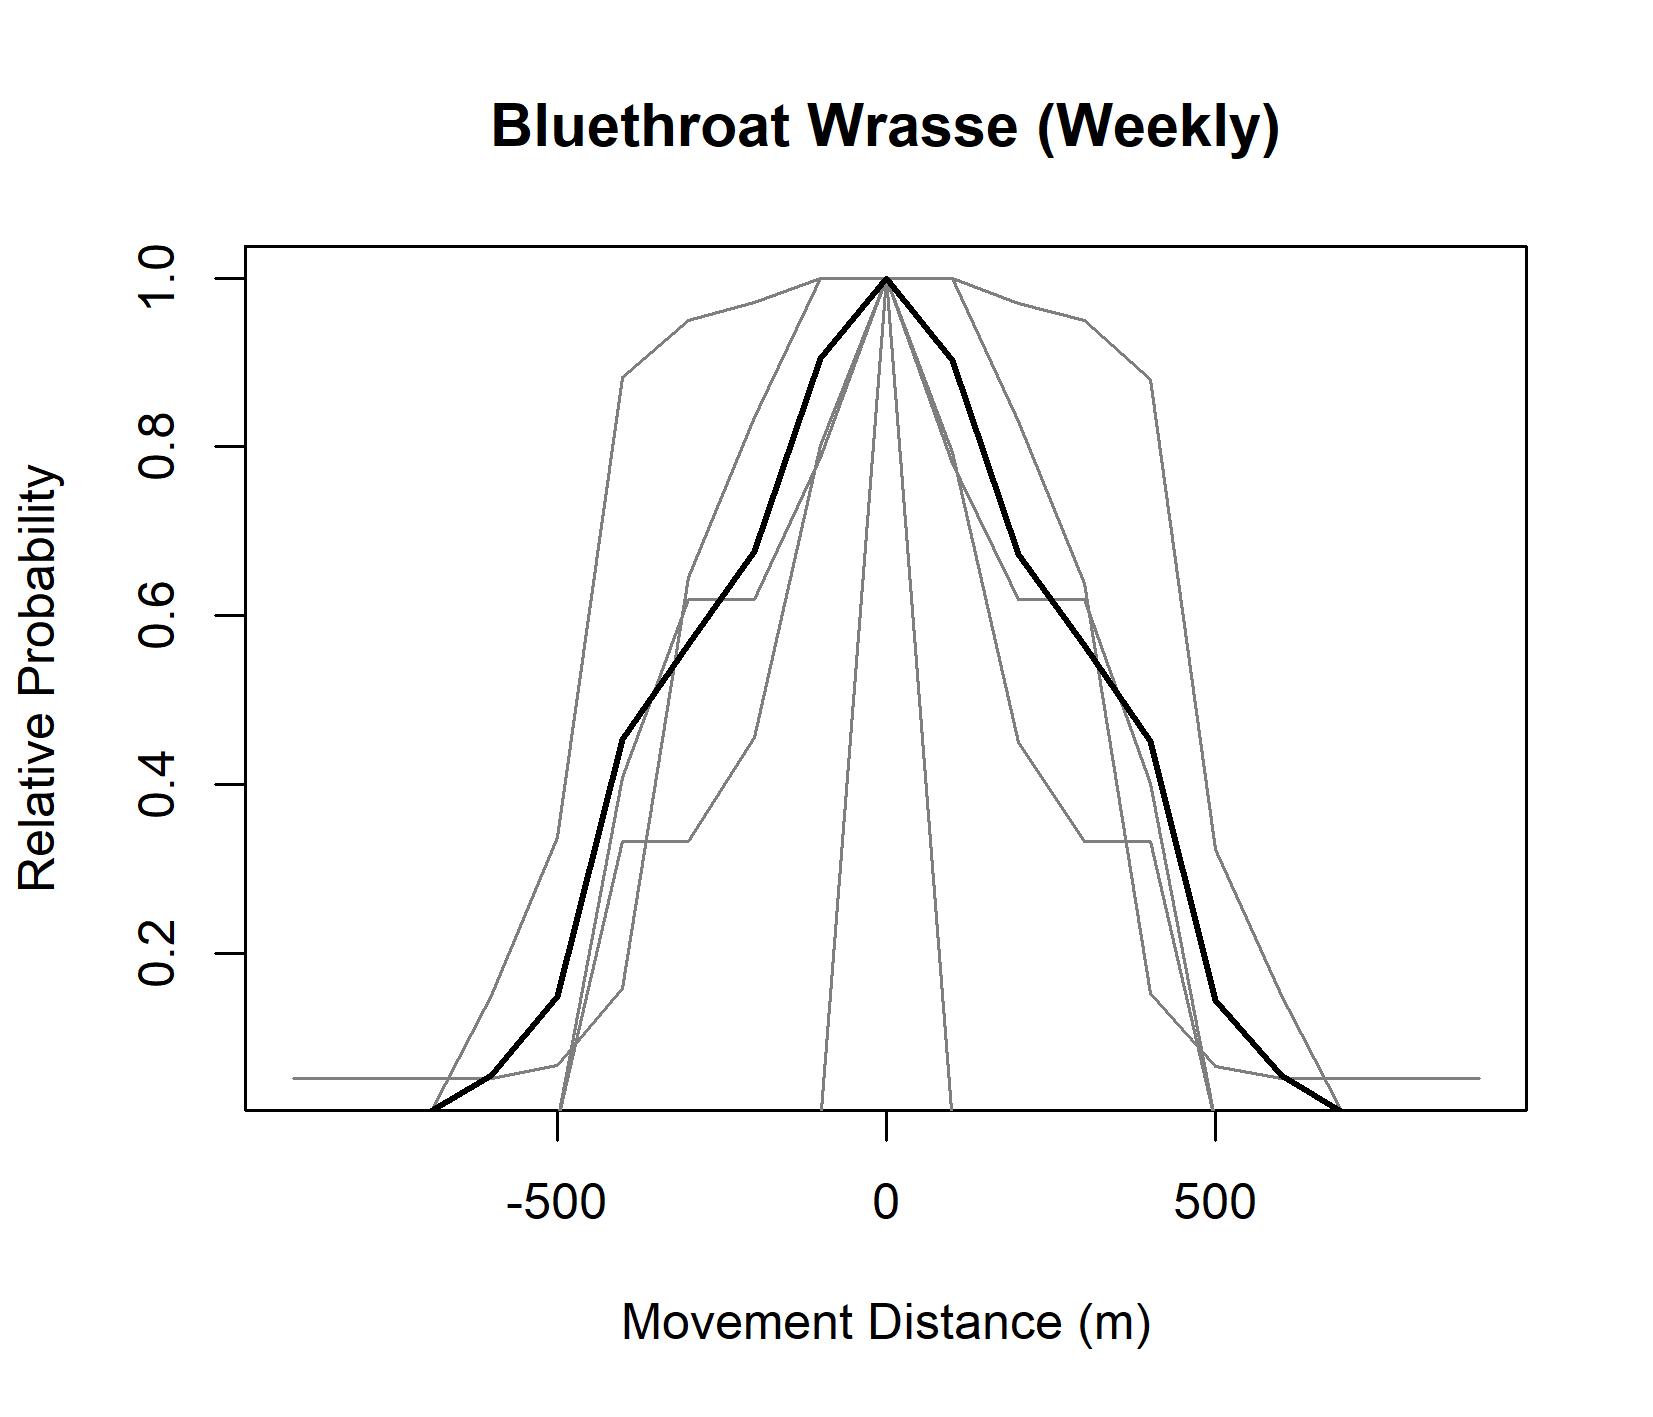 Bluethroat Wrasse (Weekly)
Relative Probability
1.0
0.8
0.6
0.4
0.2
-500
0
500
Movement Distance (m)